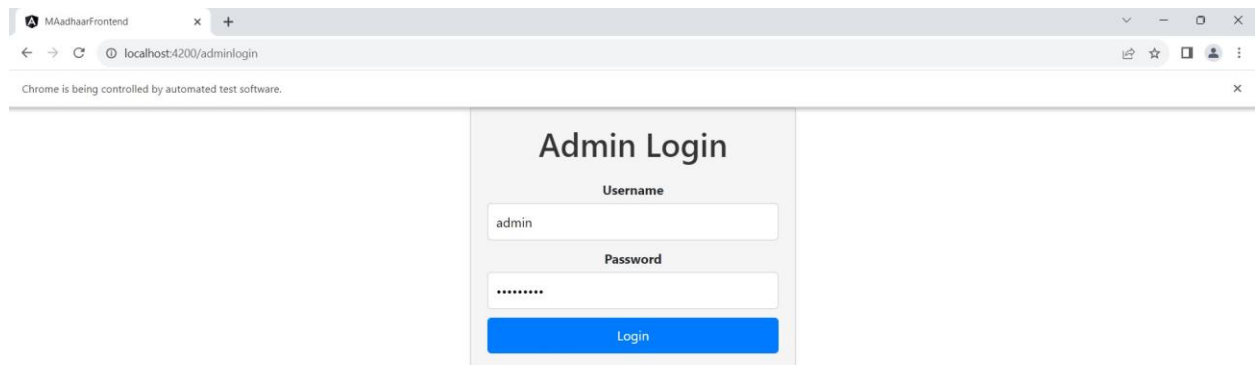 MAadhaarFrontend
localhost:4200/adminlogin
Chrome is being controlled by automated test software.
Admin Login
Username
admin
Password
•••••••••
Login